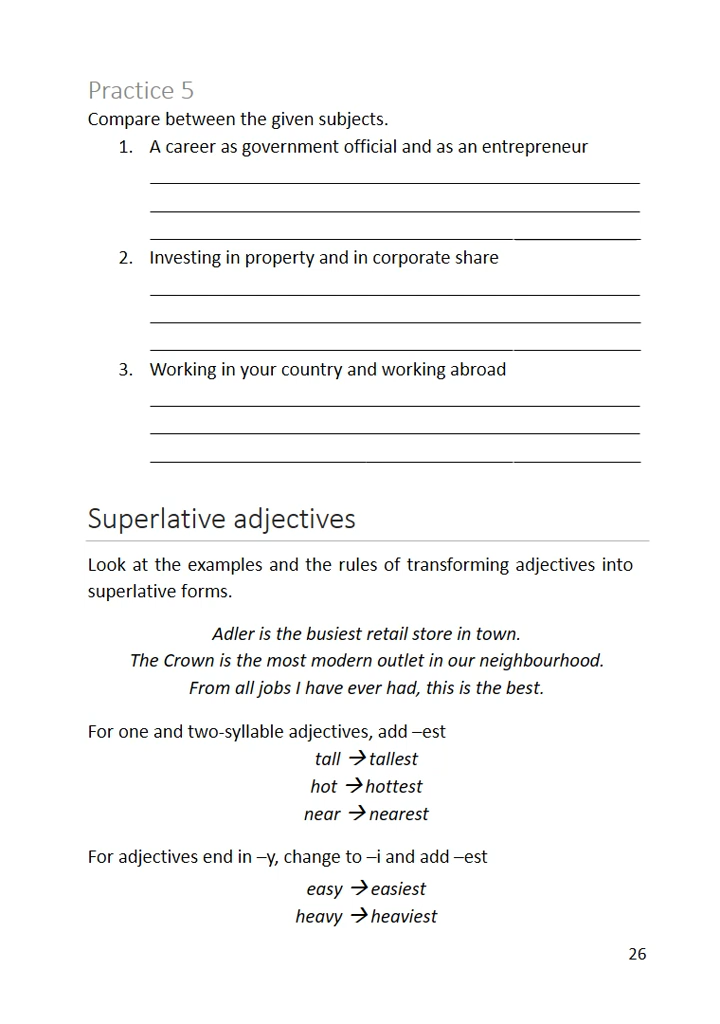 Practice 5
Compare between the given subjects.
1. A career as government official and as an entrepreneur
2. Investing in property and in corporate share
3. Working in your country and working abroad
Superlative adjectives
Look at the examples and the rules of transforming adjectives into
superlative forms.
Adler is the busiest retail store in town.
The Crown is the most modern outlet in our neighbourhood.
From all jobs I have ever had, this is the best.
For one and two-syllable adjectives, add –est
tall → tallest
hot → hottest
near → nearest
For adjectives end in –y, change to –i and add –est
easy → easiest
heavy → heaviest
26